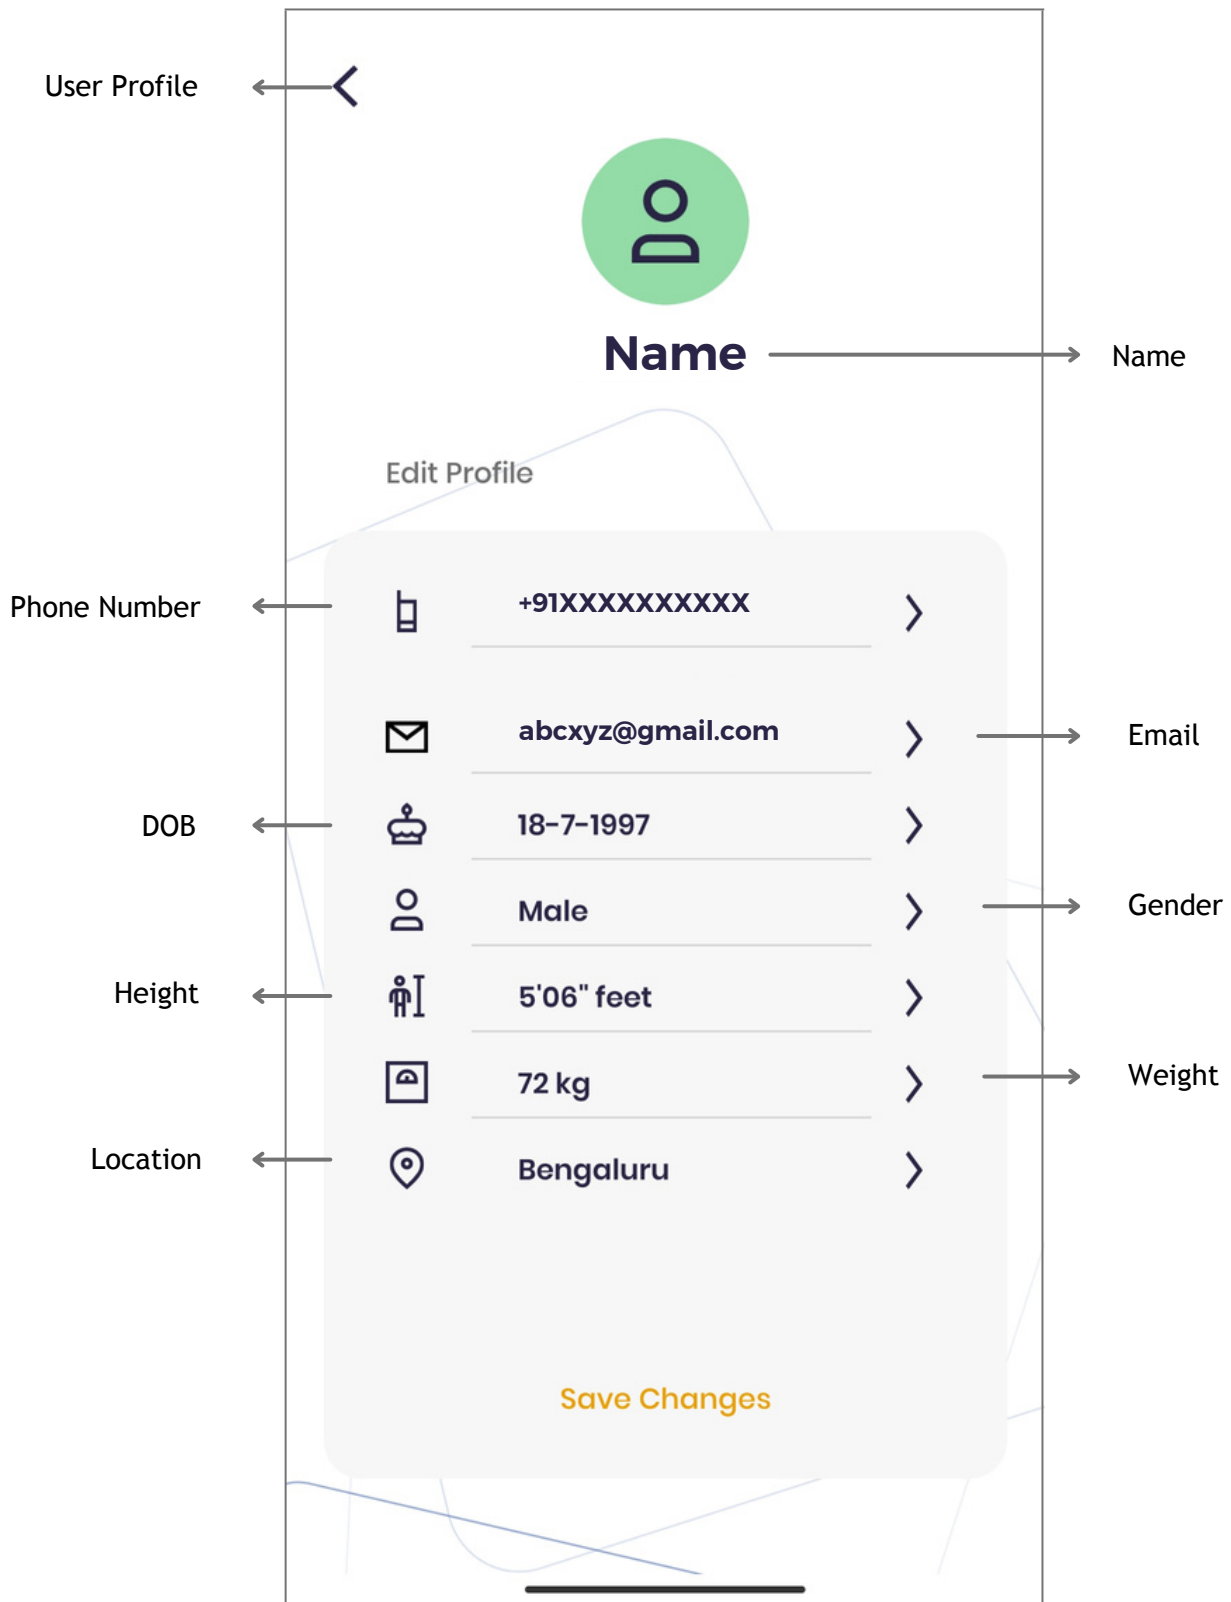 User Profile
Name
Name
Edit Profile
Phone Number
+91XXXXXXXXXX
abcxyz@gmail.com
Email
DOB
18-7-1997
Male
Gender
Height
5'06" feet
72 kg
Weight
Location
Bengaluru
Save Changes